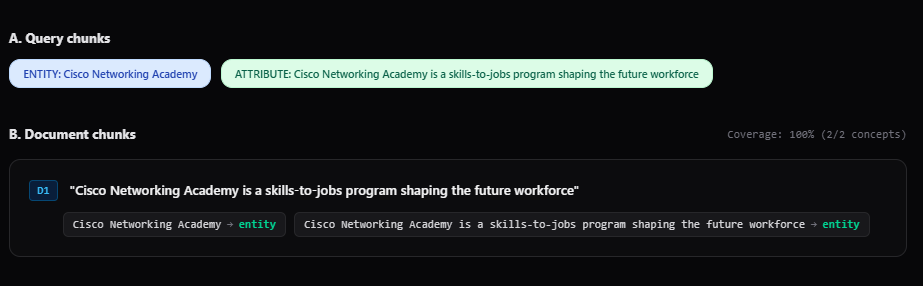 A. Query chunks
ENTITY: Cisco Networking Academy ATTRIBUTE: Cisco Networking Academy is a skills-to-jobs program shaping the future workforce
B. Document chunks Coverage: 100% (2/2 concepts)
D1 "Cisco Networking Academy is a skills-to-jobs program shaping the future workforce"
Cisco Networking Academy → entity Cisco Networking Academy is a skills-to-jobs program shaping the future workforce → entity